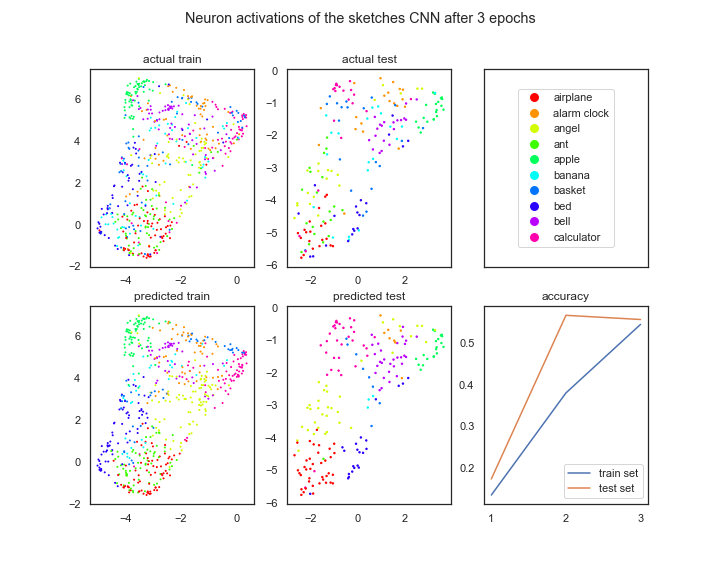 Neuron activations of the sketches CNN after 3 epochs
actual train
actual test
6
4
2
0
−2
−4
−2
0
0
−1
−2
−3
−4
−5
−6
−2
0
2
airplane
alarm clock
angel
ant
apple
banana
basket
bed
bell
calculator
predicted train
predicted test
accuracy
6
4
2
0
−2
−4
−2
0
0
−1
−2
−3
−4
−5
−6
−2
0
2
0.5
0.4
0.3
0.2
1
2
3
train set
test set